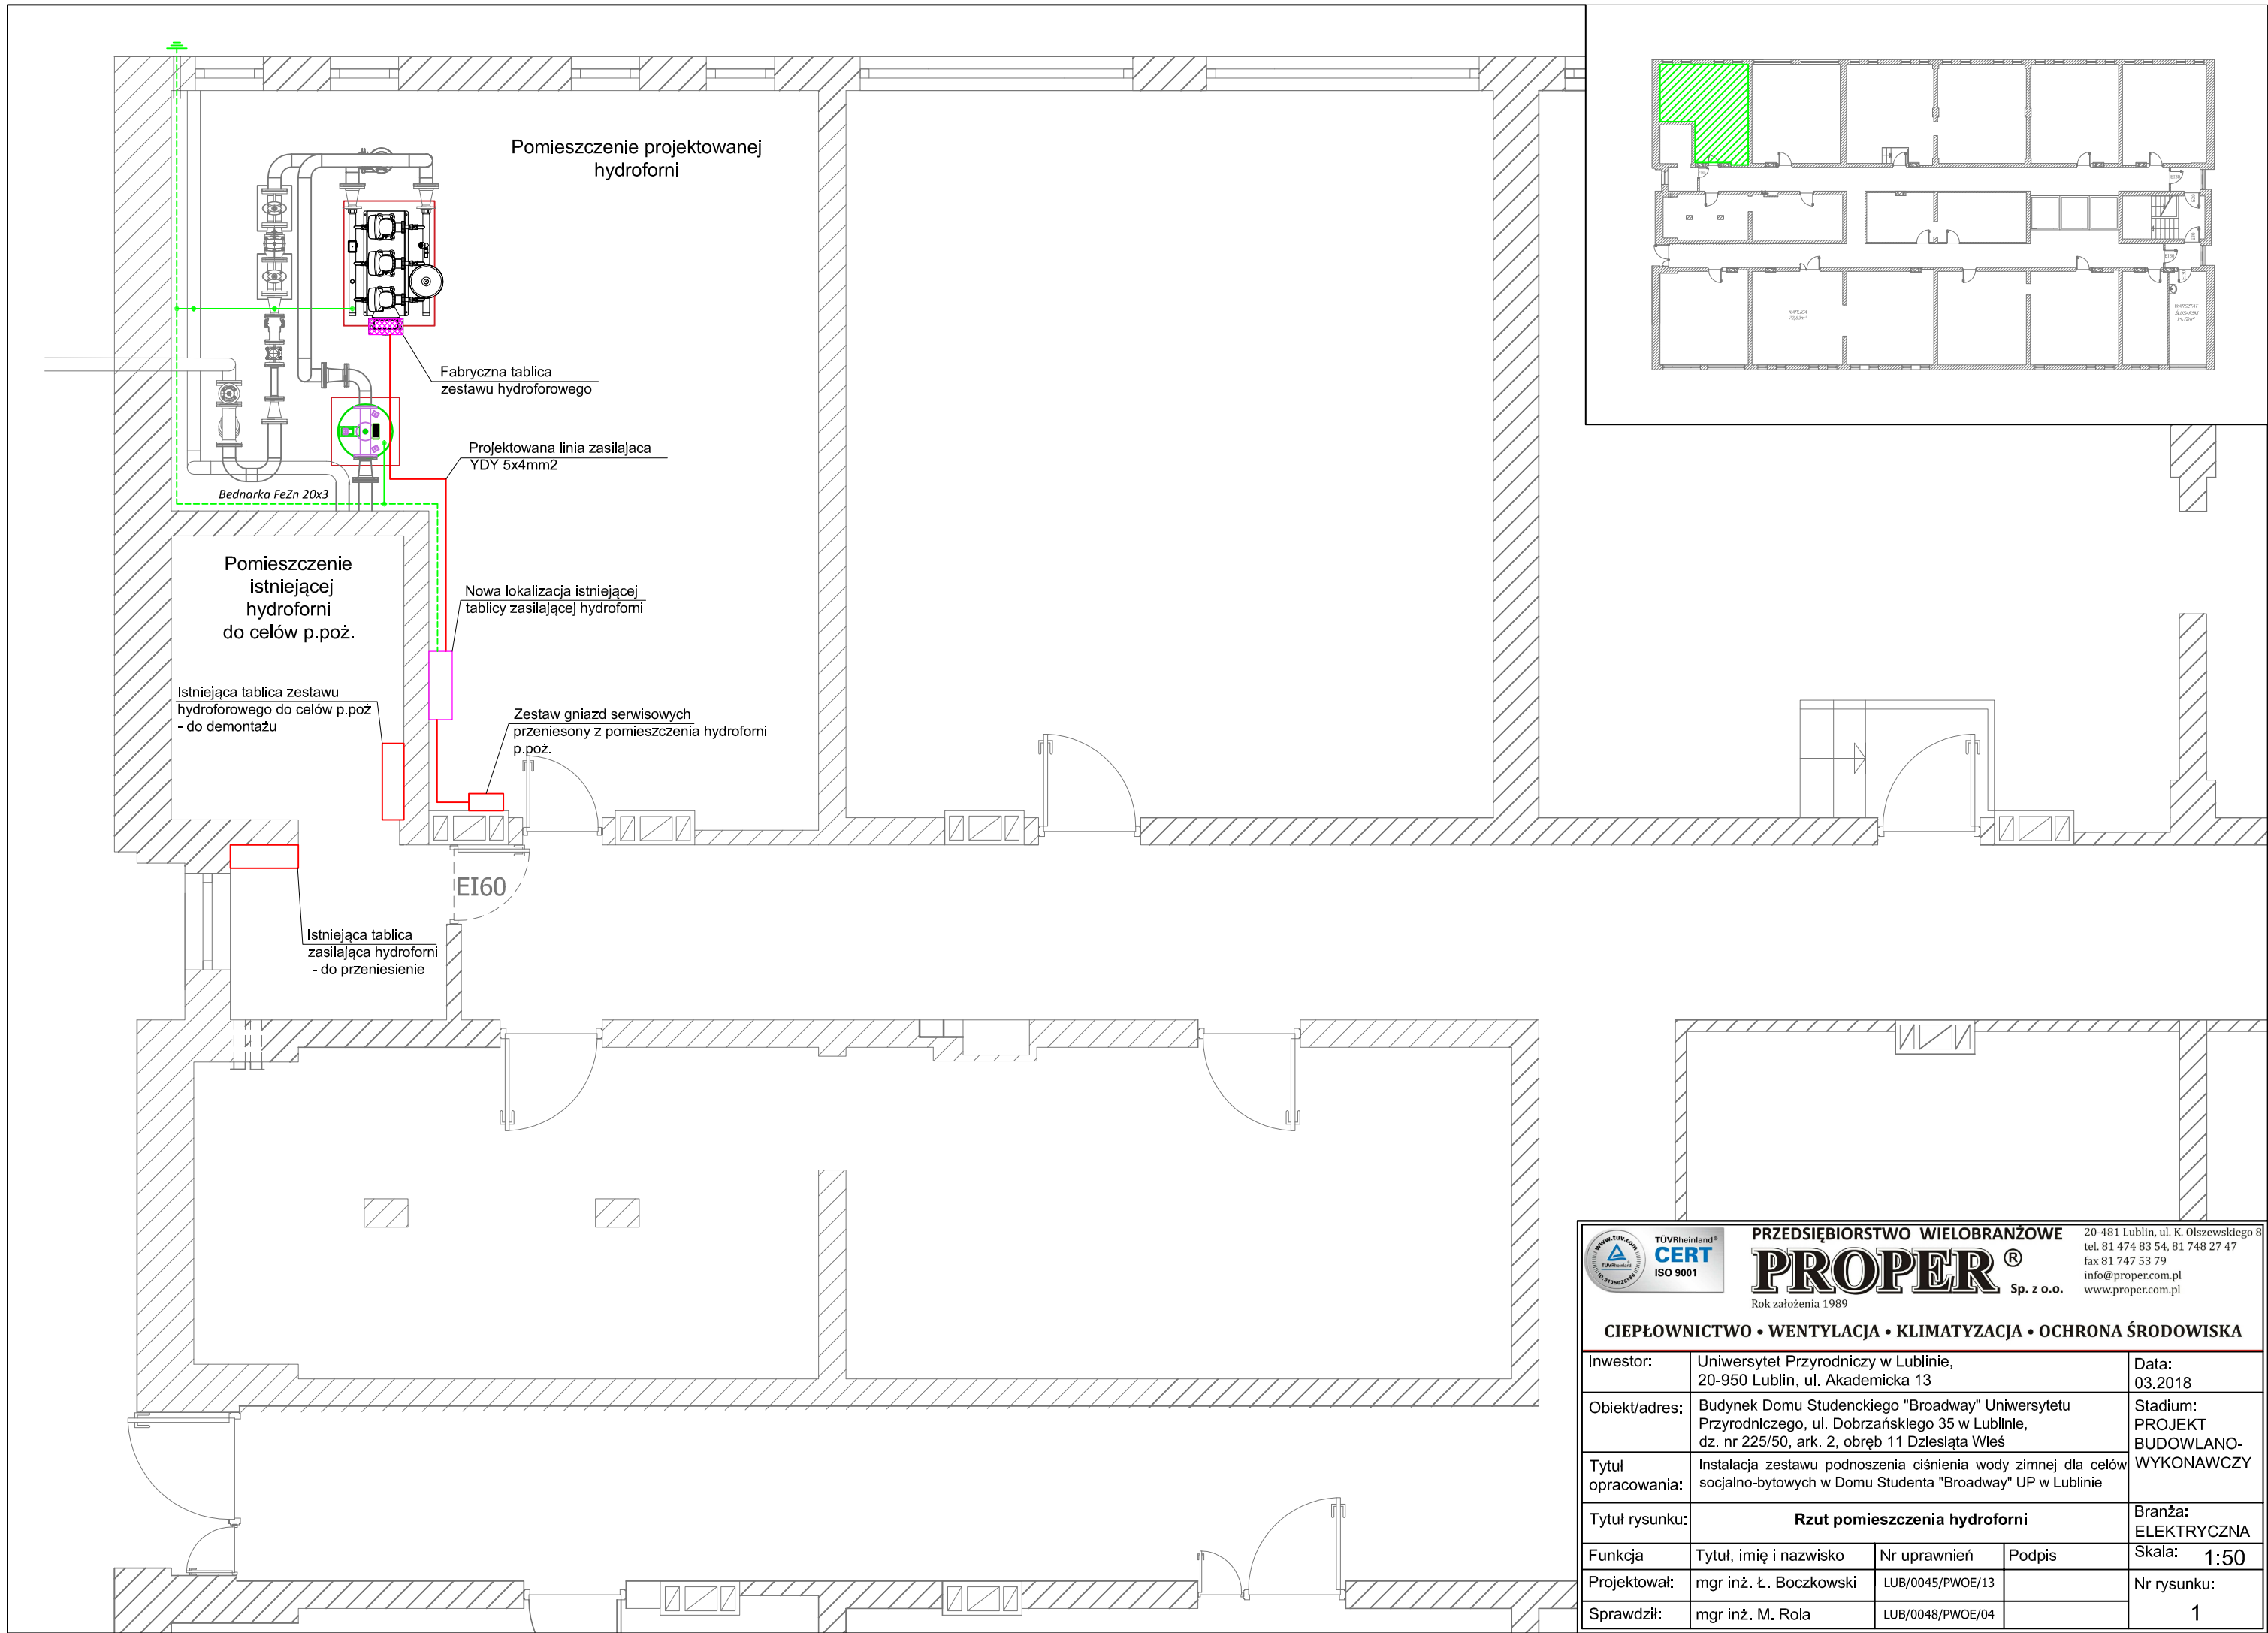 Pomieszczenie projektowanej
hydroforni
Fabryczna tablica
zestawu hydroforowego
Projektowana linia zasilajaca
YDY 5x4mm2
Bednarka FeZn 20x3
Pomieszczenie
istniejącej
hydroforni
do celów p.poż.
Nowa lokalizacja istniejącej
tablicy zasilającej hydroforni
Istniejąca tablica zestawu
hydroforowego do celów p.poż
- do demontażu
Zestaw gniazd serwisowych
przeniesony z pomieszczenia hydroforni
p.poż.
EI60
Istniejąca tablica
zasilająca hydroforni
- do przeniesienie
KAPLICA
WARSZTAT
ŚLUSARSKI
www.tuv.com
TÜVRheinland
TÜVRheinland®
CERT
ISO 9001
PRZEDSIĘBIORSTWO WIELOBRANŻOWE
PROPER ®
Sp. z o.o.
Rok założenia 1989
20-481 Lublin, ul. K. Olszewskiego 8
tel. 81 474 83 54, 81 748 27 47
fax 81 747 53 79
info@proper.com.pl
www.proper.com.pl
CIEPŁOWNICTWO • WENTYLACJA • KLIMATYZACJA • OCHRONA ŚRODOWISKA
Inwestor:
Uniwersytet Przyrodniczy w Lublinie,
20-950 Lublin, ul. Akademicka 13
Data:
03.2018
Obiekt/adres:
Budynek Domu Studenckiego "Broadway" Uniwersytetu
Przyrodniczego, ul. Dobrzańskiego 35 w Lublinie,
dz. nr 225/50, ark. 2, obręb 11 Dziesiąta Wieś
Stadium:
PROJEKT
BUDOWLANO-
WYKONAWCZY
Tytuł
opracowania:
Instalacja zestawu podnoszenia ciśnienia wody zimnej dla celów
socjalno-bytowych w Domu Studenta "Broadway" UP w Lublinie
Tytuł rysunku:
Rzut pomieszczenia hydroforni
Branża:
ELEKTRYCZNA
Funkcja
Tytuł, imię i nazwisko
Nr uprawnień
Podpis
Skala: 1:50
Projektował:
mgr inż. Ł. Boczkowski
LUB/0045/PWOE/13
Nr rysunku:
1
Sprawdził:
mgr inż. M. Rola
LUB/0048/PWOE/04